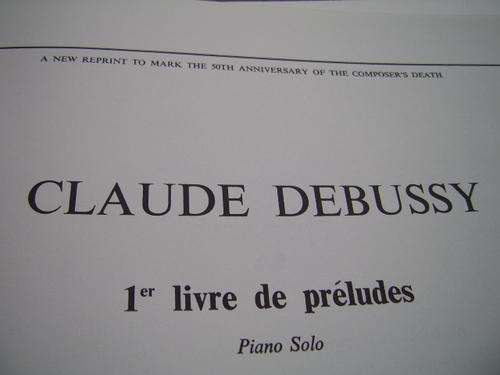 A NEW REPRINT TO MARK THE 50TH ANNIVERSARY OF THE COMPOSER'S DEATH
CLAUDE DEBUSSY
1er livre de préludes
Piano Solo